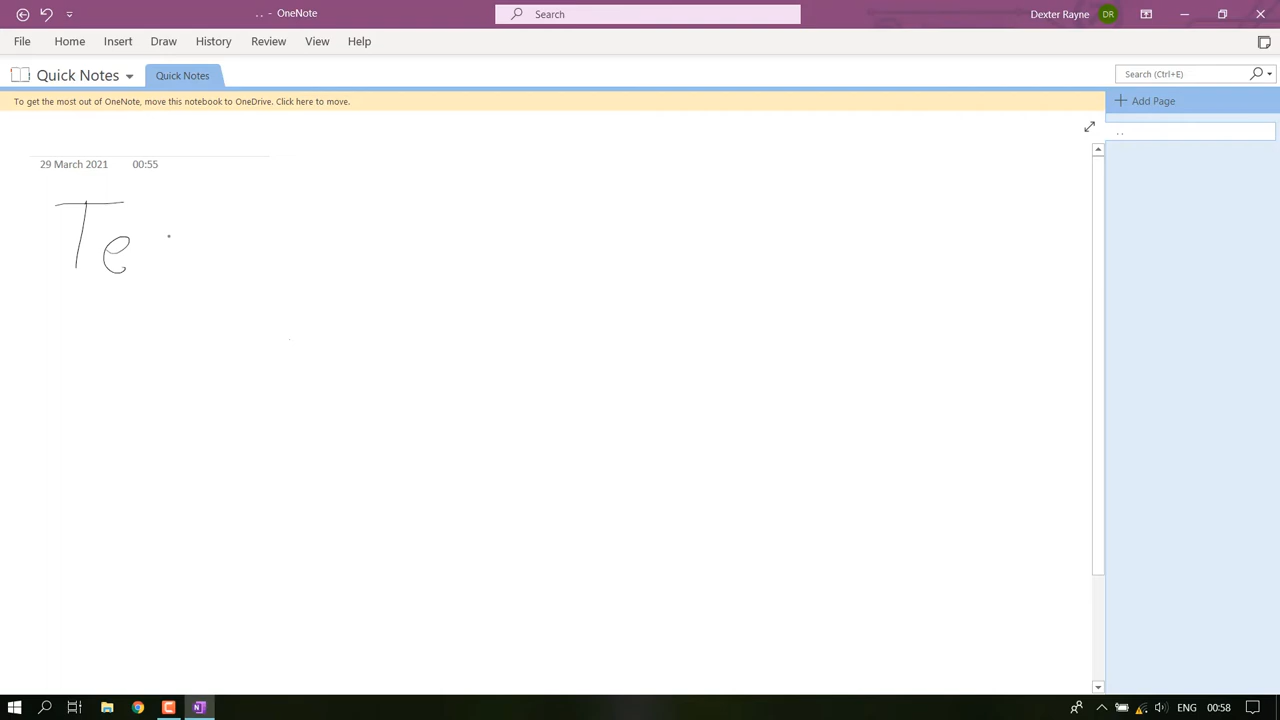 .. - OneNote
Search
Dexter Rayne DR
File Home Insert Draw History Review View Help
Quick Notes
Quick Notes
Search (Ctrl+E)
To get the most out of OneNote, move this notebook to OneDrive. Click here to move.
Add Page
..
29 March 2021 00:55
Te
ENG 00:58